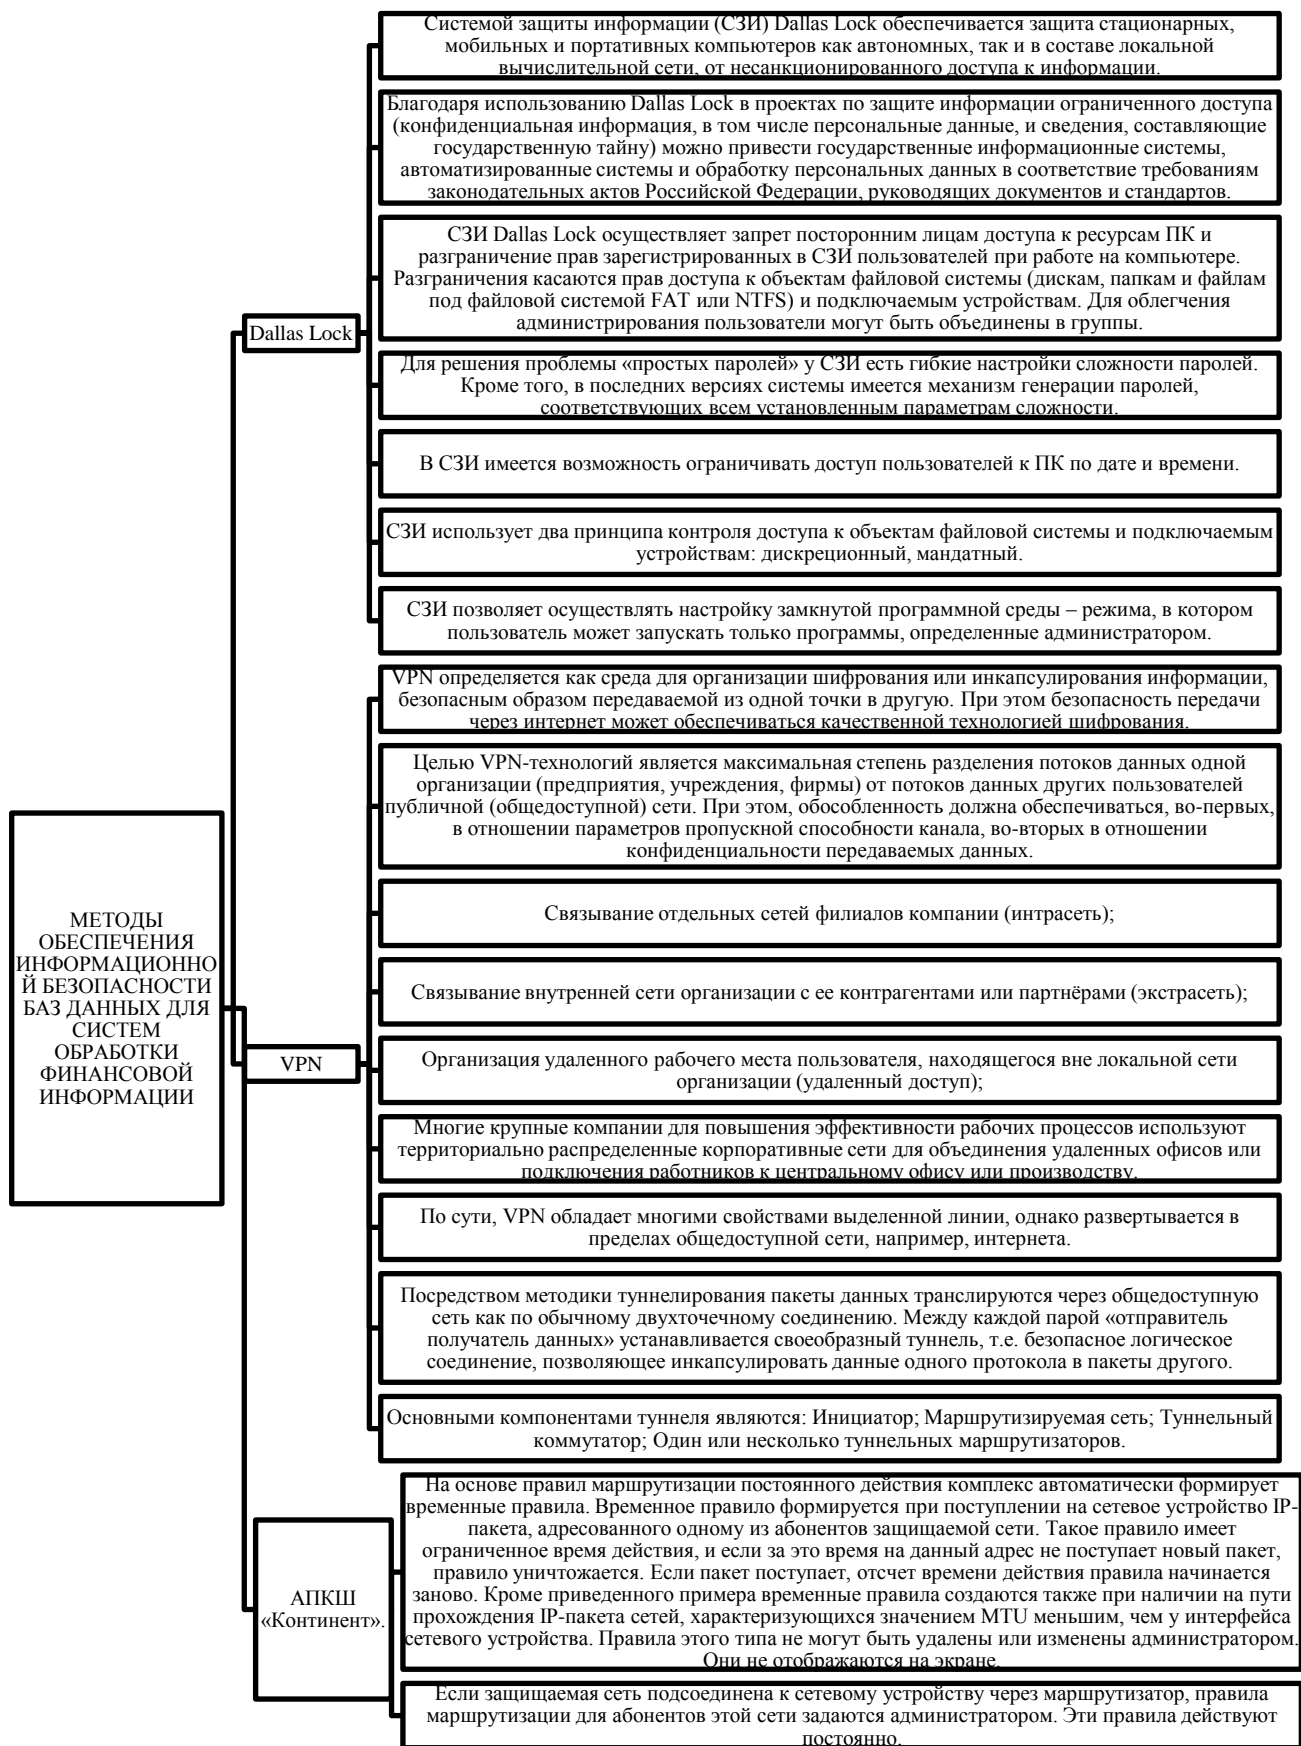 Системой защиты информации (СЗИ) Dallas Lock обеспечивается защита стационарных,
мобильных и портативных компьютеров как автономных, так и в составе локальной
вычислительной сети, от несанкционированного доступа к информации.
Благодаря использованию Dallas Lock в проектах по защите информации ограниченного доступа
(конфиденциальная информация, в том числе персональные данные, и сведения, составляющие
государственную тайну) можно привести государственные информационные системы,
автоматизированные системы и обработку персональных данных в соответствие требованиям
законодательных актов Российской Федерации, руководящих документов и стандартов.
СЗИ Dallas Lock осуществляет запрет посторонним лицам доступа к ресурсам ПК и
разграничение прав зарегистрированных в СЗИ пользователей при работе на компьютере.
Разграничения касаются прав доступа к объектам файловой системы (дискам, папкам и файлам
под файловой системой FAT или NTFS) и подключаемым устройствам. Для облегчения
администрирования пользователи могут быть объединены в группы.
Dallas Lock
Для решения проблемы «простых паролей» у СЗИ есть гибкие настройки сложности паролей.
Кроме того, в последних версиях системы имеется механизм генерации паролей,
соответствующих всем установленным параметрам сложности.
В СЗИ имеется возможность ограничивать доступ пользователей к ПК по дате и времени.
СЗИ использует два принципа контроля доступа к объектам файловой системы и подключаемым
устройствам: дискреционный, мандатный.
СЗИ позволяет осуществлять настройку замкнутой программной среды – режима, в котором
пользователь может запускать только программы, определенные администратором.
VPN определяется как среда для организации шифрования или инкапсулирования информации,
безопасным образом передаваемой из одной точки в другую. При этом безопасность передачи
через интернет может обеспечиваться качественной технологией шифрования.
Целью VPN-технологий является максимальная степень разделения потоков данных одной
организации (предприятия, учреждения, фирмы) от потоков данных других пользователей
публичной (общедоступной) сети. При этом, обособленность должна обеспечиваться, во-первых,
в отношении параметров пропускной способности канала, во-вторых в отношении
конфиденциальности передаваемых данных.
Связывание отдельных сетей филиалов компании (интрасеть);
МЕТОДЫ
ОБЕСПЕЧЕНИЯ
ИНФОРМАЦИОННО
Й БЕЗОПАСНОСТИ
БАЗ ДАННЫХ ДЛЯ
СИСТЕМ
ОБРАБОТКИ
ФИНАНСОВОЙ
ИНФОРМАЦИИ
Связывание внутренней сети организации с ее контрагентами или партнёрами (экстрасеть);
VPN
Организация удаленного рабочего места пользователя, находящегося вне локальной сети
организации (удаленный доступ);
Многие крупные компании для повышения эффективности рабочих процессов используют
территориально распределенные корпоративные сети для объединения удаленных офисов или
подключения работников к центральному офису или производству.
По сути, VPN обладает многими свойствами выделенной линии, однако развертывается в
пределах общедоступной сети, например, интернета.
Посредством методики туннелирования пакеты данных транслируются через общедоступную
сеть как по обычному двухточечному соединению. Между каждой парой «отправитель
получатель данных» устанавливается своеобразный туннель, т.е. безопасное логическое
соединение, позволяющее инкапсулировать данные одного протокола в пакеты другого.
Основными компонентами туннеля являются: Инициатор; Маршрутизируемая сеть; Туннельный
коммутатор; Один или несколько туннельных маршрутизаторов.
На основе правил маршрутизации постоянного действия комплекс автоматически формирует
временные правила. Временное правило формируется при поступлении на сетевое устройство IP-
пакета, адресованного одному из абонентов защищаемой сети. Такое правило имеет
ограниченное время действия, и если за это время на данный адрес не поступает новый пакет,
правило уничтожается. Если пакет поступает, отсчет времени действия правила начинается
заново. Кроме приведенного примера временные правила создаются также при наличии на пути
прохождения IP-пакета сетей, характеризующихся значением MTU меньшим, чем у интерфейса
сетевого устройства. Правила этого типа не могут быть удалены или изменены администратором.
Они не отображаются на экране.
АПКШ
«Континент».
Если защищаемая сеть подсоединена к сетевому устройству через маршрутизатор, правила
маршрутизации для абонентов этой сети задаются администратором. Эти правила действуют
постоянно.